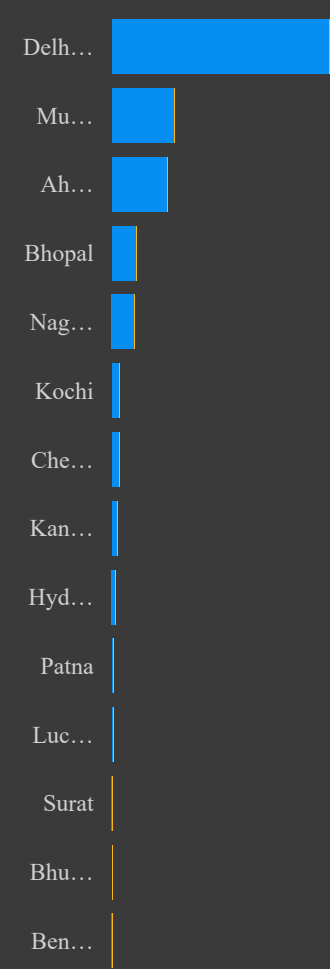 Delh…
Mu…
Ah…
Bhopal
Nag…
Kochi
Che…
Kan…
Hyd…
Patna
Luc…
Surat
Bhu…
Ben…